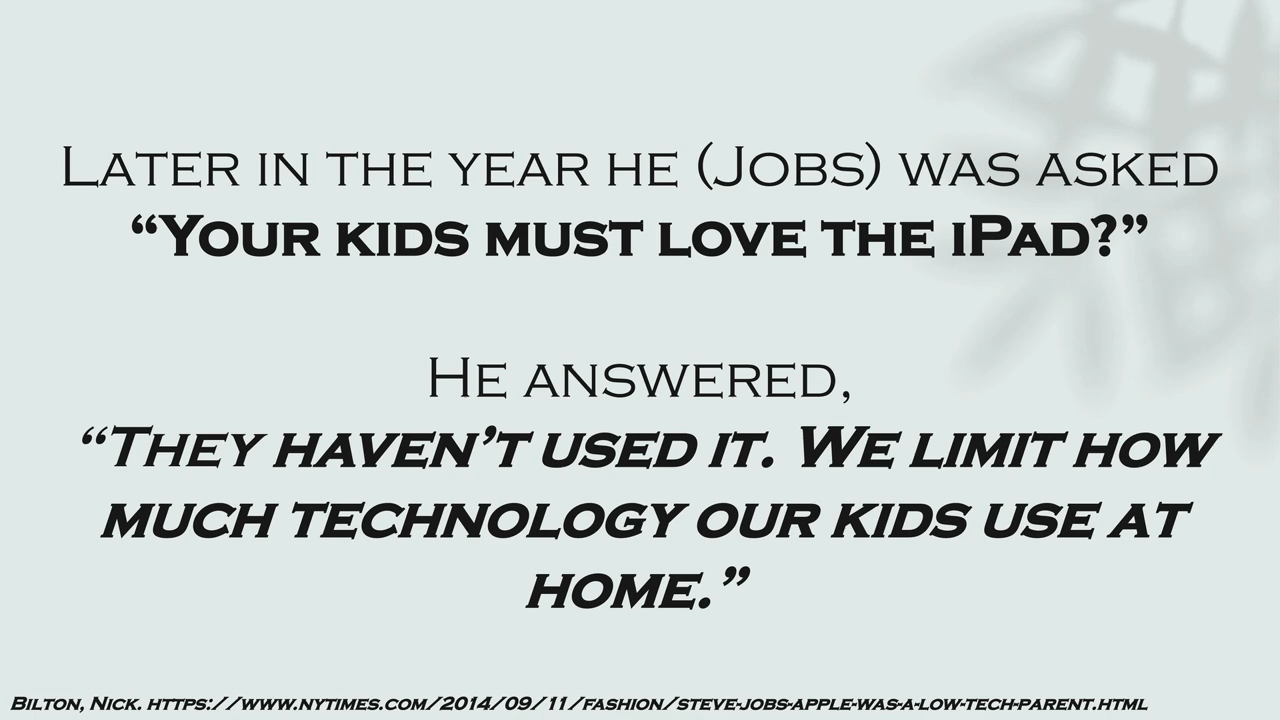 Later in the year he (Jobs) was asked
“Your kids must love the iPad?”
He answered,
“They haven’t used it. We limit how
much technology our kids use at
home.”
Bilton, Nick. https://www.nytimes.com/2014/09/11/fashion/steve-jobs-apple-was-a-low-tech-parent.html